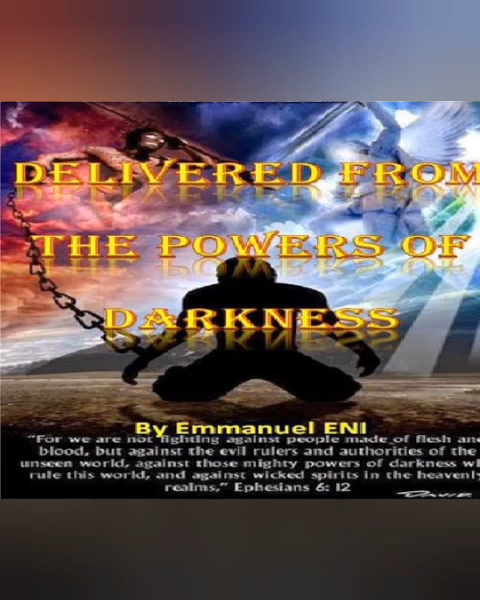 DELIVERED FROM
THE POWERS OF
DARKNESS
By Emmanuel ENI
"For we are not fighting against people made of flesh and
blood, but against the evil rulers and authorities of the
unseen world, against those mighty powers of darkness
rule this world, and against wicked spirits in the heavenly
realms," Ephesians 6: 12